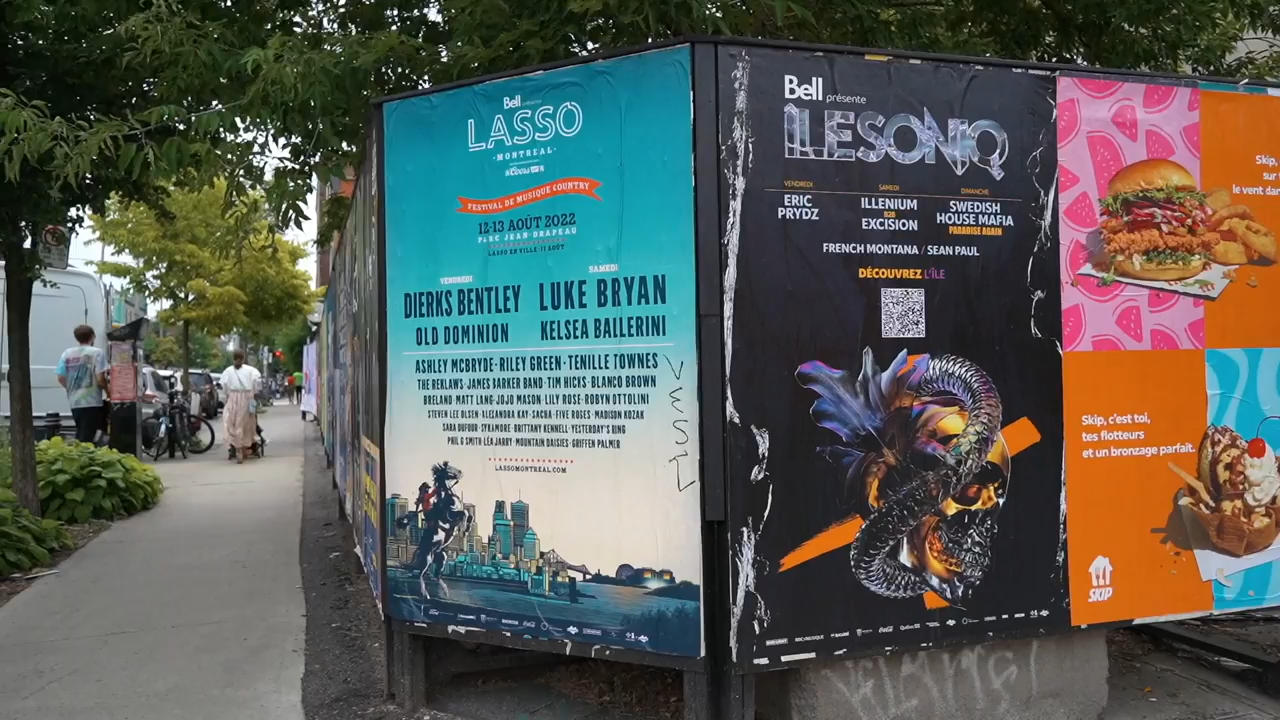 Bell présente
LASSO
·MONTRÉAL·
Coors
FESTIVAL DE MUSIQUE COUNTRY
12-13 AOÛT 2022
PARC JEAN-DRAPEAU
LASSO EN VILLE·11 AOÛT
VENDREDI
DIERKS BENTLEY
OLD DOMINION
SAMEDI
LUKE BRYAN
KELSEA BALLERINI
ASHLEY MCBRYDE·RILEY GREEN·TENILLE TOWNES
THE REKLAWS·JAMES BARKER BAND·TIM HICKS·BLANCO BROWN
BRELAND·MATT LANG·JOJO MASON·LILY ROSE·ROBYN OTTOLINI
STEVEN LEE OLSEN·ALEXANDRA KAY·SACHA·FIVE ROSES·MADISON KOZAK
SARA DUFOUR·SYKAMORE·BRITTANY KENNELL·YESTERDAY'S RING
PHIL G SMITH·LÉA JARRY·MOUNTAIN DAISIES·GRIFFEN PALMER
LASSOMONTREAL.COM
Bell présente
ILESONIQ
VENDREDI
ERIC
PRYDZ
SAMEDI
ILLENIUM
B2B
EXCISION
DIMANCHE
SWEDISH
HOUSE MAFIA
PARADISE AGAIN
FRENCH MONTANA / SEAN PAUL
DÉCOUVREZ L'ÎLE
Skip,
sur
le vent dan
Skip, c'est toi,
tes flotteurs
et un bronzage parfait.
SKIP